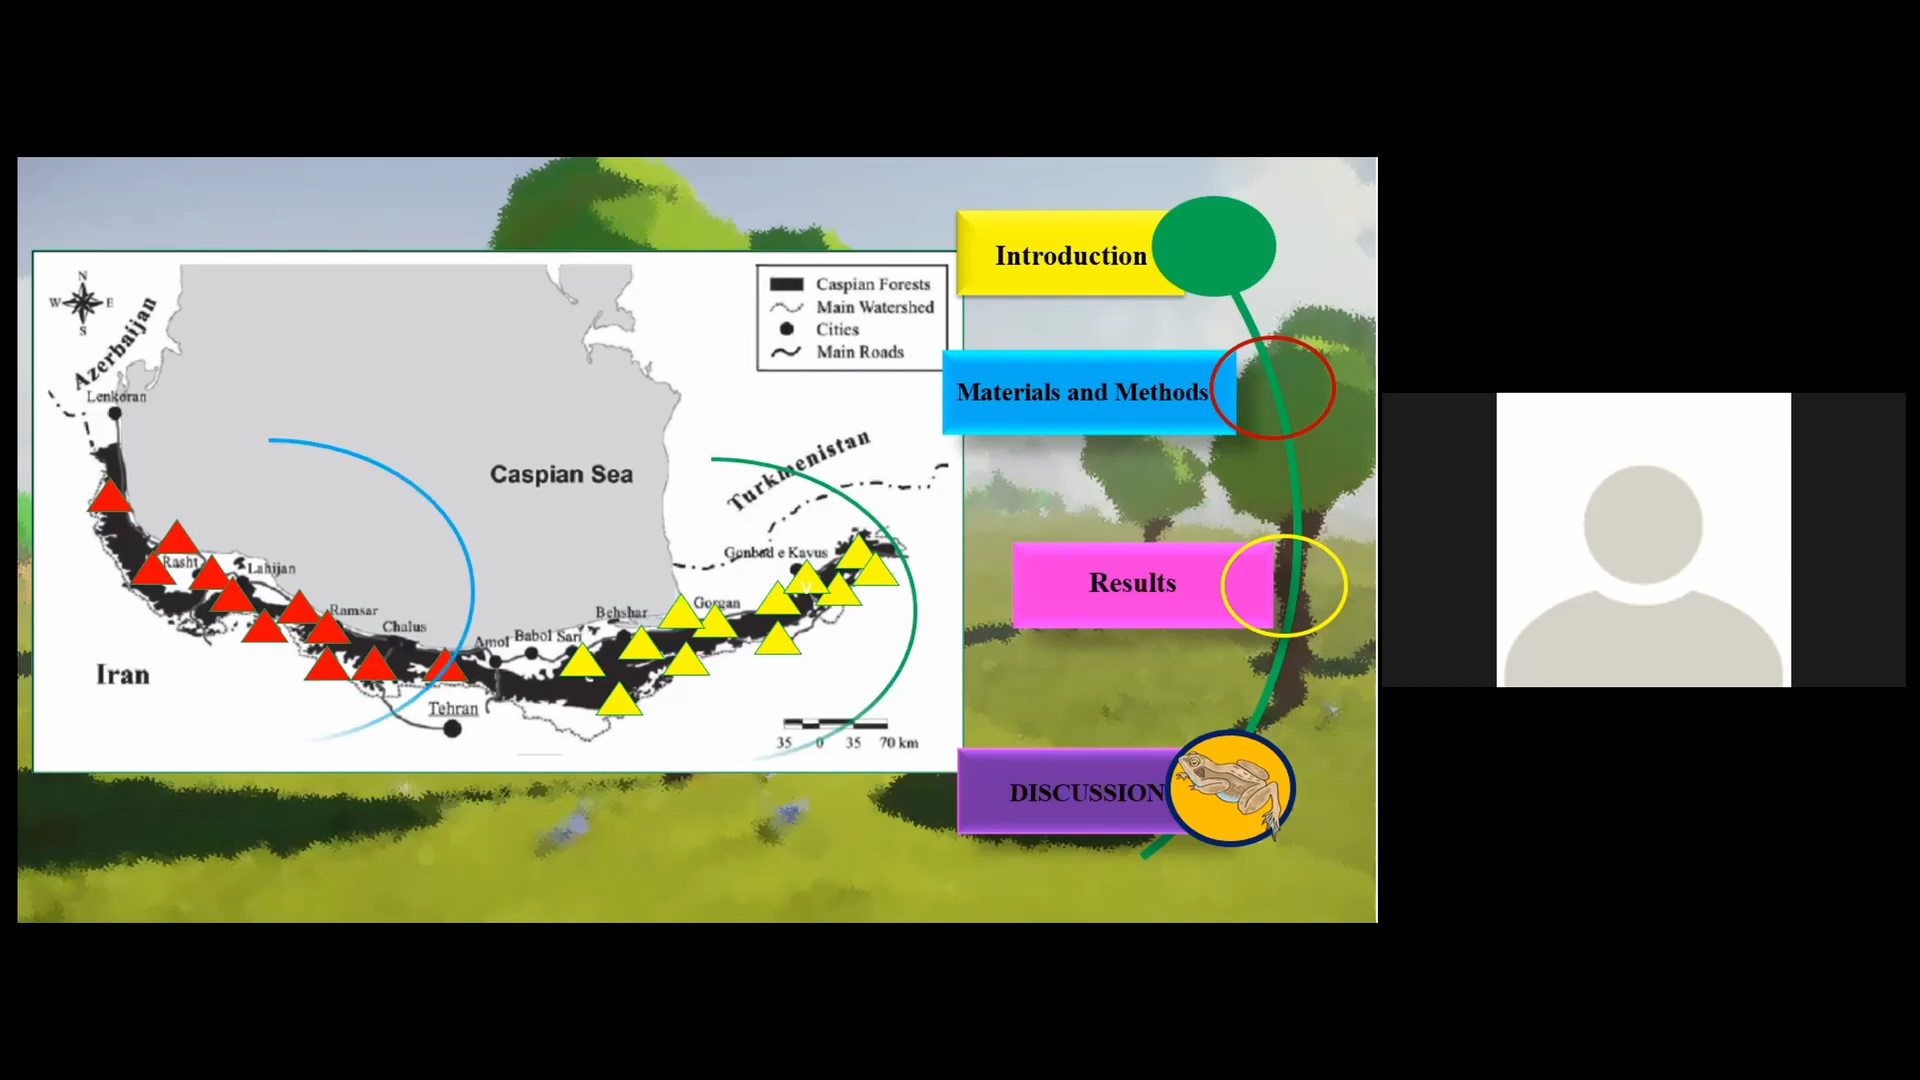 N
W E
S
Azerbaijan
Lenkoran
Caspian Forests
Main Watershed
Cities
Main Roads
Caspian Sea
Turkmenistan
Gonbad e Kavus
Rasht
Lahijan
Ramsar
Chalus
Amol
Babol
Sari
Behshar
Gorgan
V
Iran
Tehran
35 0 35 70 km
Introduction
Materials and Methods
Results
DISCUSSION